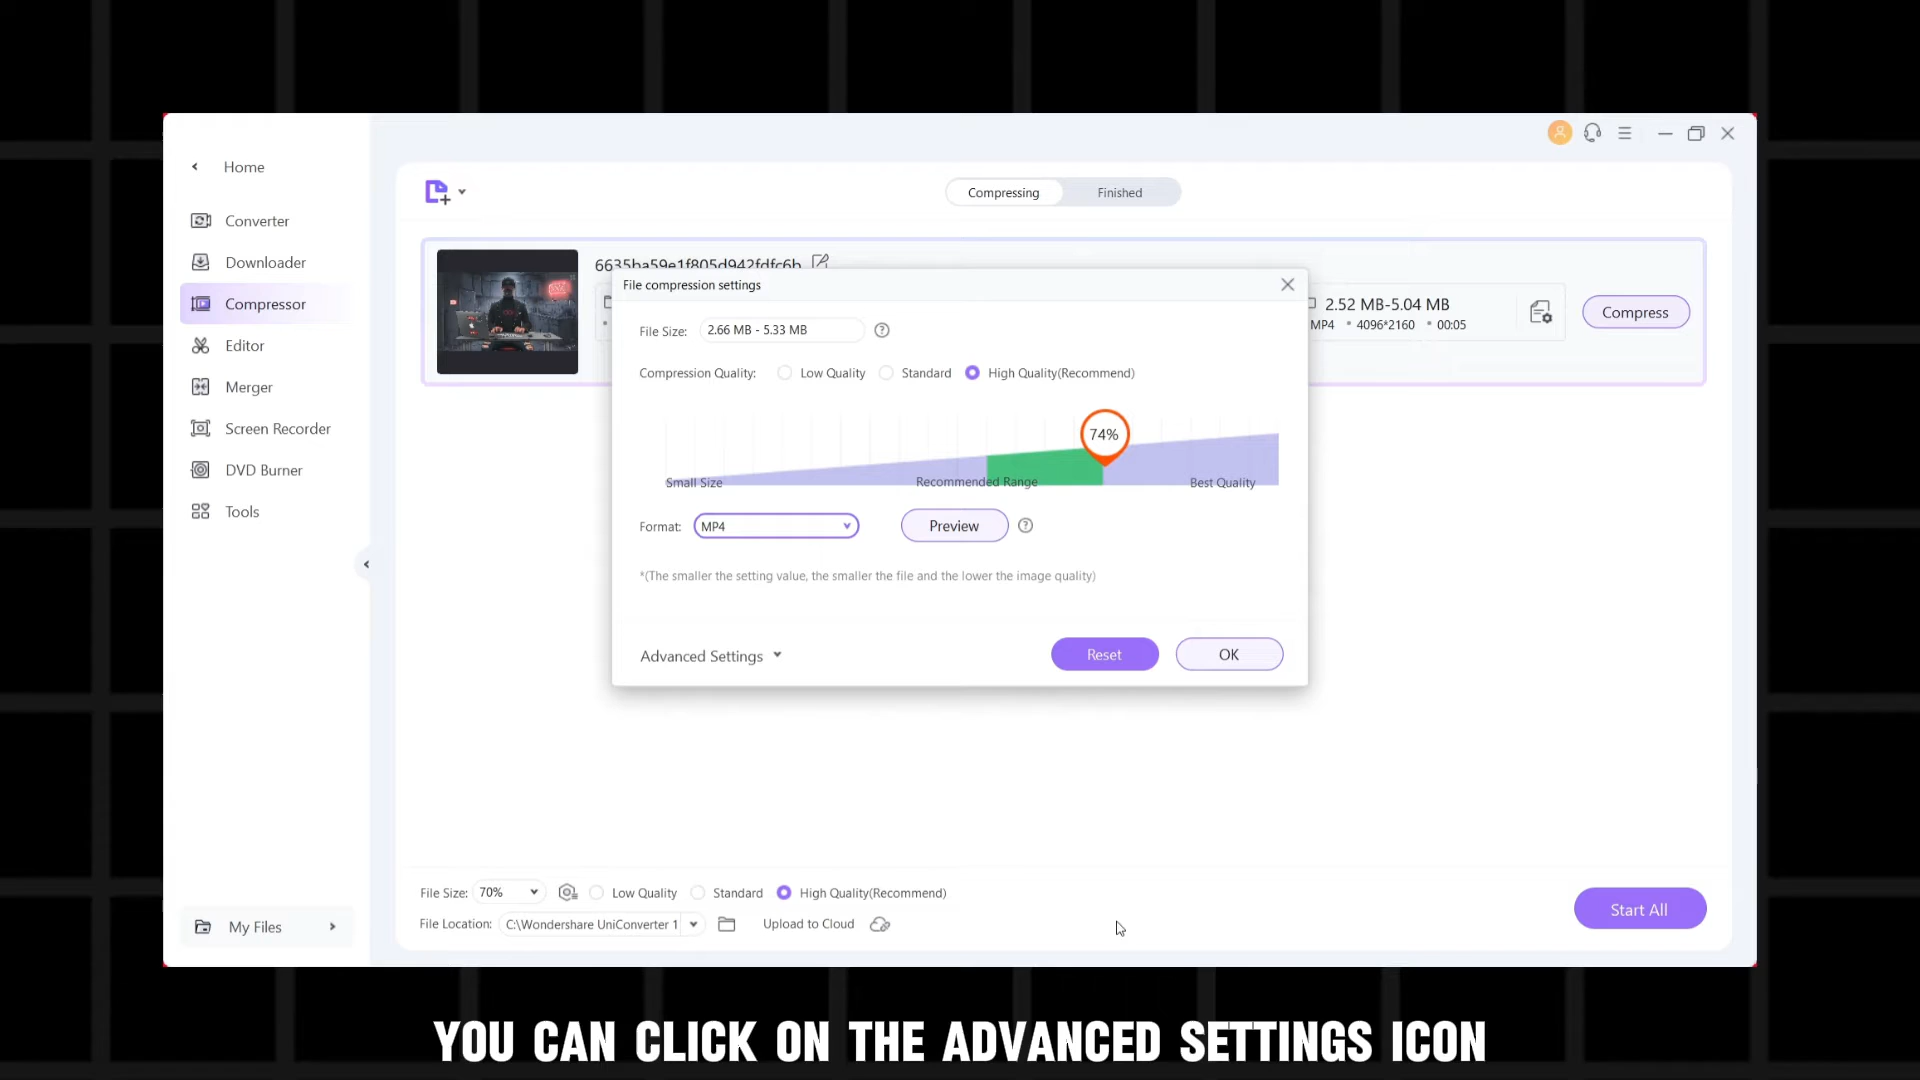 Home
Converter
Downloader
Compressor
Editor
Merger
Screen Recorder
DVD Burner
Tools
My Files
Compressing
Finished
6635ba59e1f805d942fdfc6b
2.52 MB-5.04 MB
MP4 4096*2160 00:05
Compress
File compression settings
File Size: 2.66 MB - 5.33 MB
Compression Quality: Low Quality Standard High Quality(Recommend)
74%
Small Size Recommended Range Best Quality
Format: MP4 Preview
*(The smaller the setting value, the smaller the file and the lower the image quality)
Advanced Settings Reset OK
File Size: 70% Low Quality Standard High Quality(Recommend)
File Location: C:\Wondershare UniConverter 1 Upload to Cloud
Start All
YOU CAN CLICK ON THE ADVANCED SETTINGS ICON